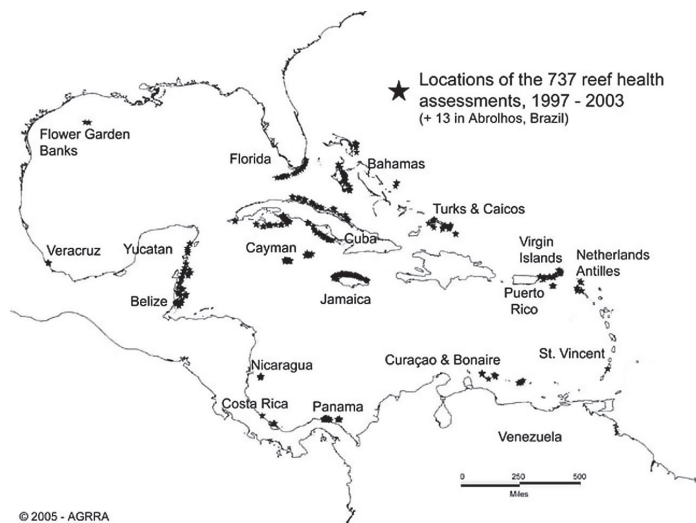 Locations of the 737 reef health
assessments, 1997 - 2003
(+ 13 in Abrolhos, Brazil)
Flower Garden
Banks
Florida
Bahamas
Turks & Caicos
Veracruz
Yucatan
Cayman
Cuba
Virgin
Islands
Netherlands
Antilles
Belize
Jamaica
Puerto
Rico
Nicaragua
Curaçao & Bonaire
St. Vincent
Costa Rica
Panama
Venezuela
0 200 500
Miles
© 2005 - AGRRA